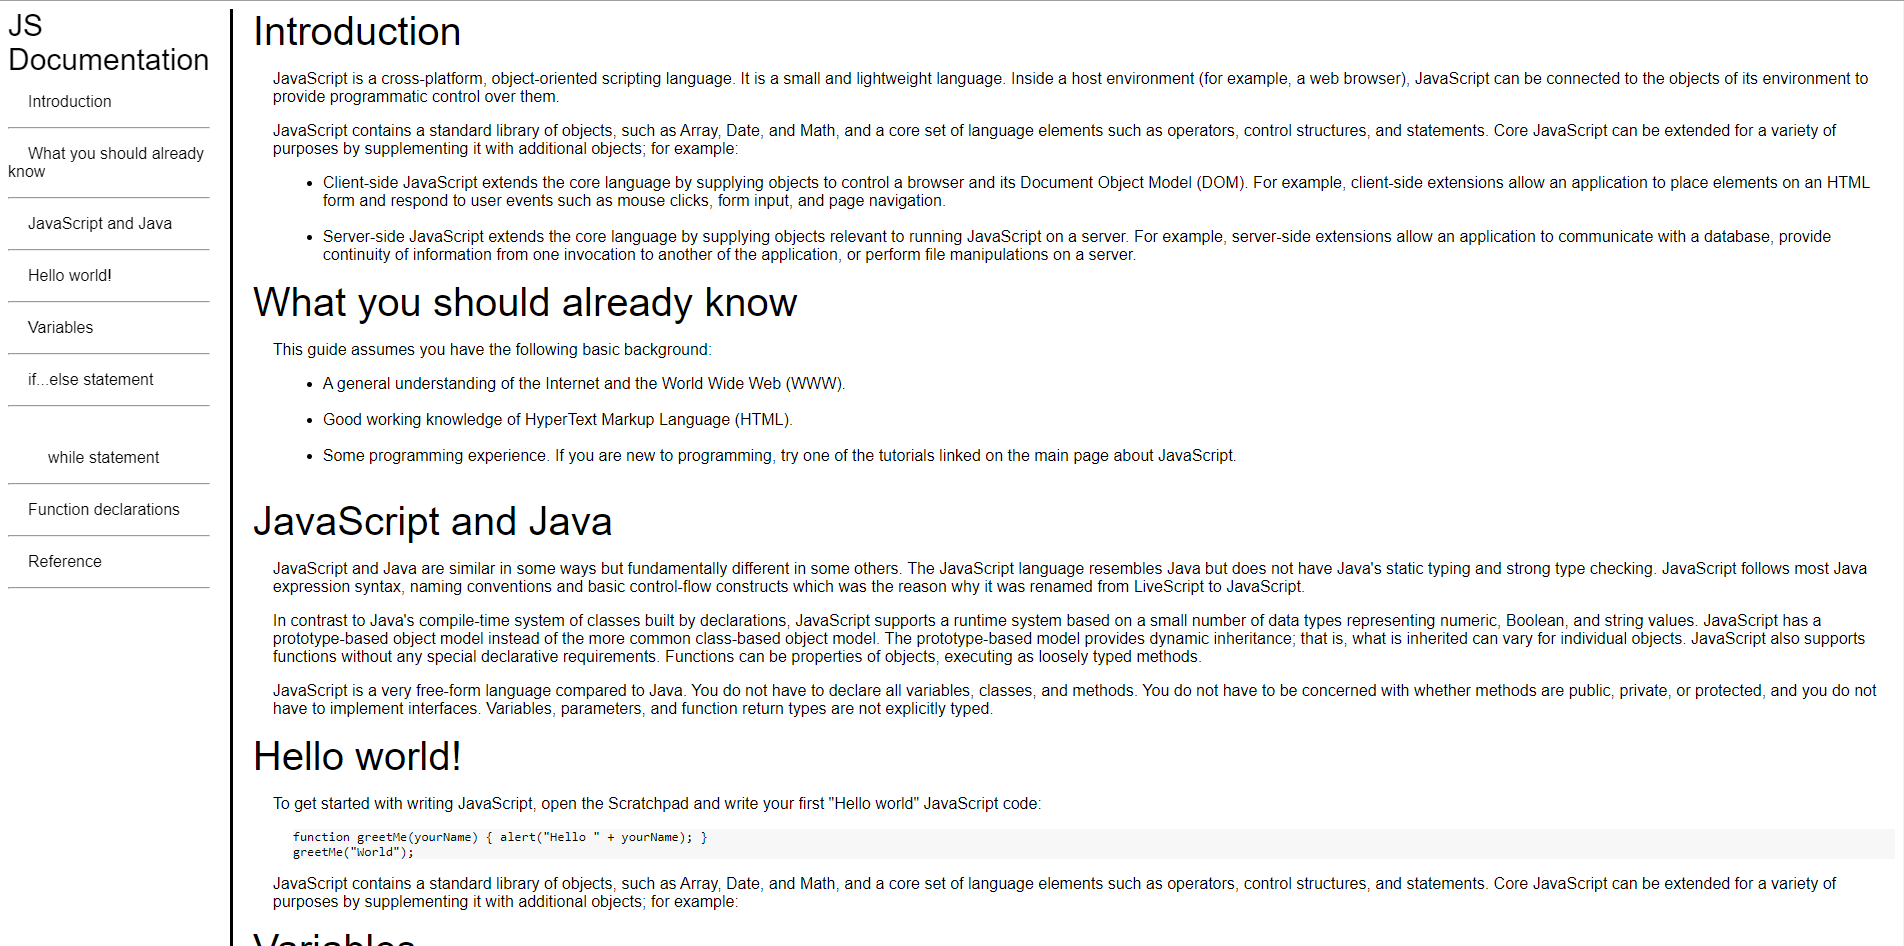 JS
Documentation
Introduction
What you should already
know
JavaScript and Java
Hello world!
Variables
if...else statement
while statement
Function declarations
Reference
Introduction
JavaScript is a cross-platform, object-oriented scripting language. It is a small and lightweight language. Inside a host environment (for example, a web browser), JavaScript can be connected to the objects of its environment to
provide programmatic control over them.
JavaScript contains a standard library of objects, such as Array, Date, and Math, and a core set of language elements such as operators, control structures, and statements. Core JavaScript can be extended for a variety of
purposes by supplementing it with additional objects; for example:
• Client-side JavaScript extends the core language by supplying objects to control a browser and its Document Object Model (DOM). For example, client-side extensions allow an application to place elements on an HTML
form and respond to user events such as mouse clicks, form input, and page navigation.
• Server-side JavaScript extends the core language by supplying objects relevant to running JavaScript on a server. For example, server-side extensions allow an application to communicate with a database, provide
continuity of information from one invocation to another of the application, or perform file manipulations on a server.
What you should already know
This guide assumes you have the following basic background:
• A general understanding of the Internet and the World Wide Web (WWW).
• Good working knowledge of HyperText Markup Language (HTML).
• Some programming experience. If you are new to programming, try one of the tutorials linked on the main page about JavaScript.
JavaScript and Java
JavaScript and Java are similar in some ways but fundamentally different in some others. The JavaScript language resembles Java but does not have Java's static typing and strong type checking. JavaScript follows most Java
expression syntax, naming conventions and basic control-flow constructs which was the reason why it was renamed from LiveScript to JavaScript.
In contrast to Java's compile-time system of classes built by declarations, JavaScript supports a runtime system based on a small number of data types representing numeric, Boolean, and string values. JavaScript has a
prototype-based object model instead of the more common class-based object model. The prototype-based model provides dynamic inheritance; that is, what is inherited can vary for individual objects. JavaScript also supports
functions without any special declarative requirements. Functions can be properties of objects, executing as loosely typed methods.
JavaScript is a very free-form language compared to Java. You do not have to declare all variables, classes, and methods. You do not have to be concerned with whether methods are public, private, or protected, and you do not
have to implement interfaces. Variables, parameters, and function return types are not explicitly typed.
Hello world!
To get started with writing JavaScript, open the Scratchpad and write your first "Hello world" JavaScript code:
function greetMe(yourName) { alert("Hello " + yourName); }
greetMe("World");
JavaScript contains a standard library of objects, such as Array, Date, and Math, and a core set of language elements such as operators, control structures, and statements. Core JavaScript can be extended for a variety of
purposes by supplementing it with additional objects; for example:
Variables